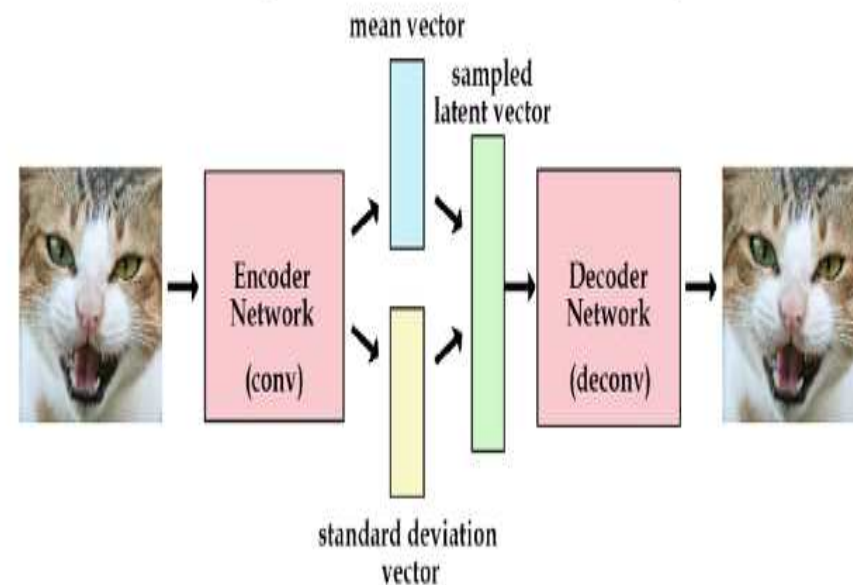 mean vector
sampled
latent vector
Encoder
Network
(conv)
Decoder
Network
(deconv)
standard deviation
vector